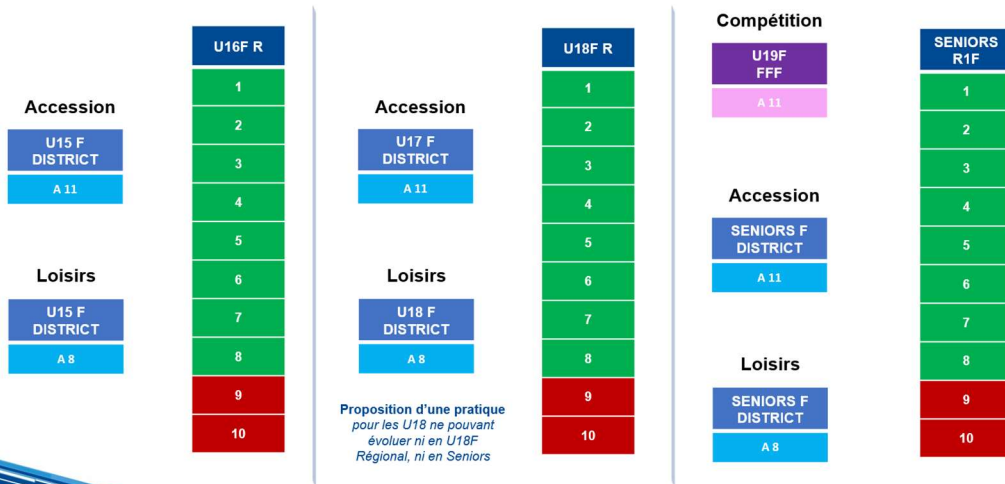 Accession
U15 F
DISTRICT
A 11
Loisirs
U15 F
DISTRICT
A 8
U16F R
1
2
3
4
5
6
7
8
9
10
Accession
U17 F
DISTRICT
A 11
Loisirs
U18 F
DISTRICT
A 8
Proposition d'une pratique
pour les U18 ne pouvant
évoluer ni en U18F
Régional, ni en Seniors
U18F R
1
2
3
4
5
6
7
8
9
10
Compétition
U19F
FFF
A 11
Accession
SENIORS F
DISTRICT
A 11
Loisirs
SENIORS F
DISTRICT
A 8
SENIORS
R1F
1
2
3
4
5
6
7
8
9
10